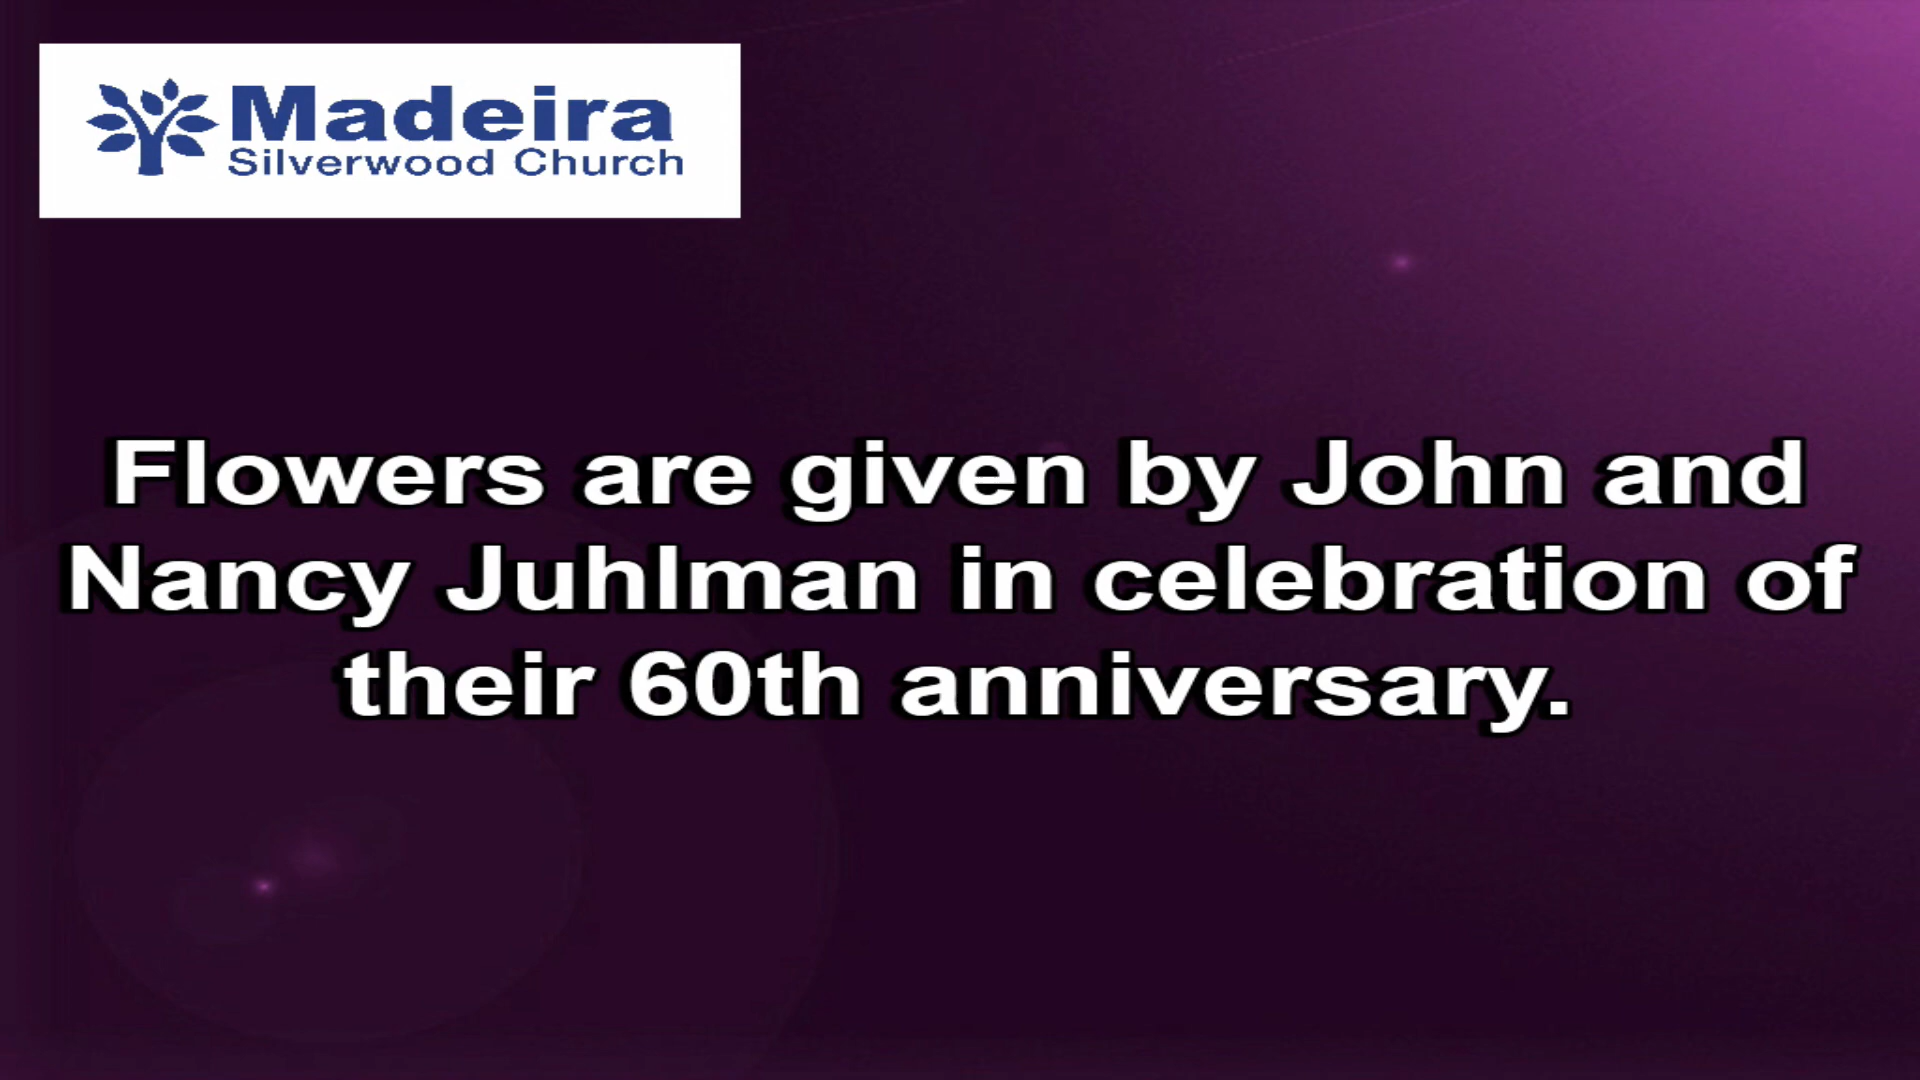 Madeira
Silverwood Church
Flowers are given by John and
Nancy Juhlman in celebration of
their 60th anniversary.